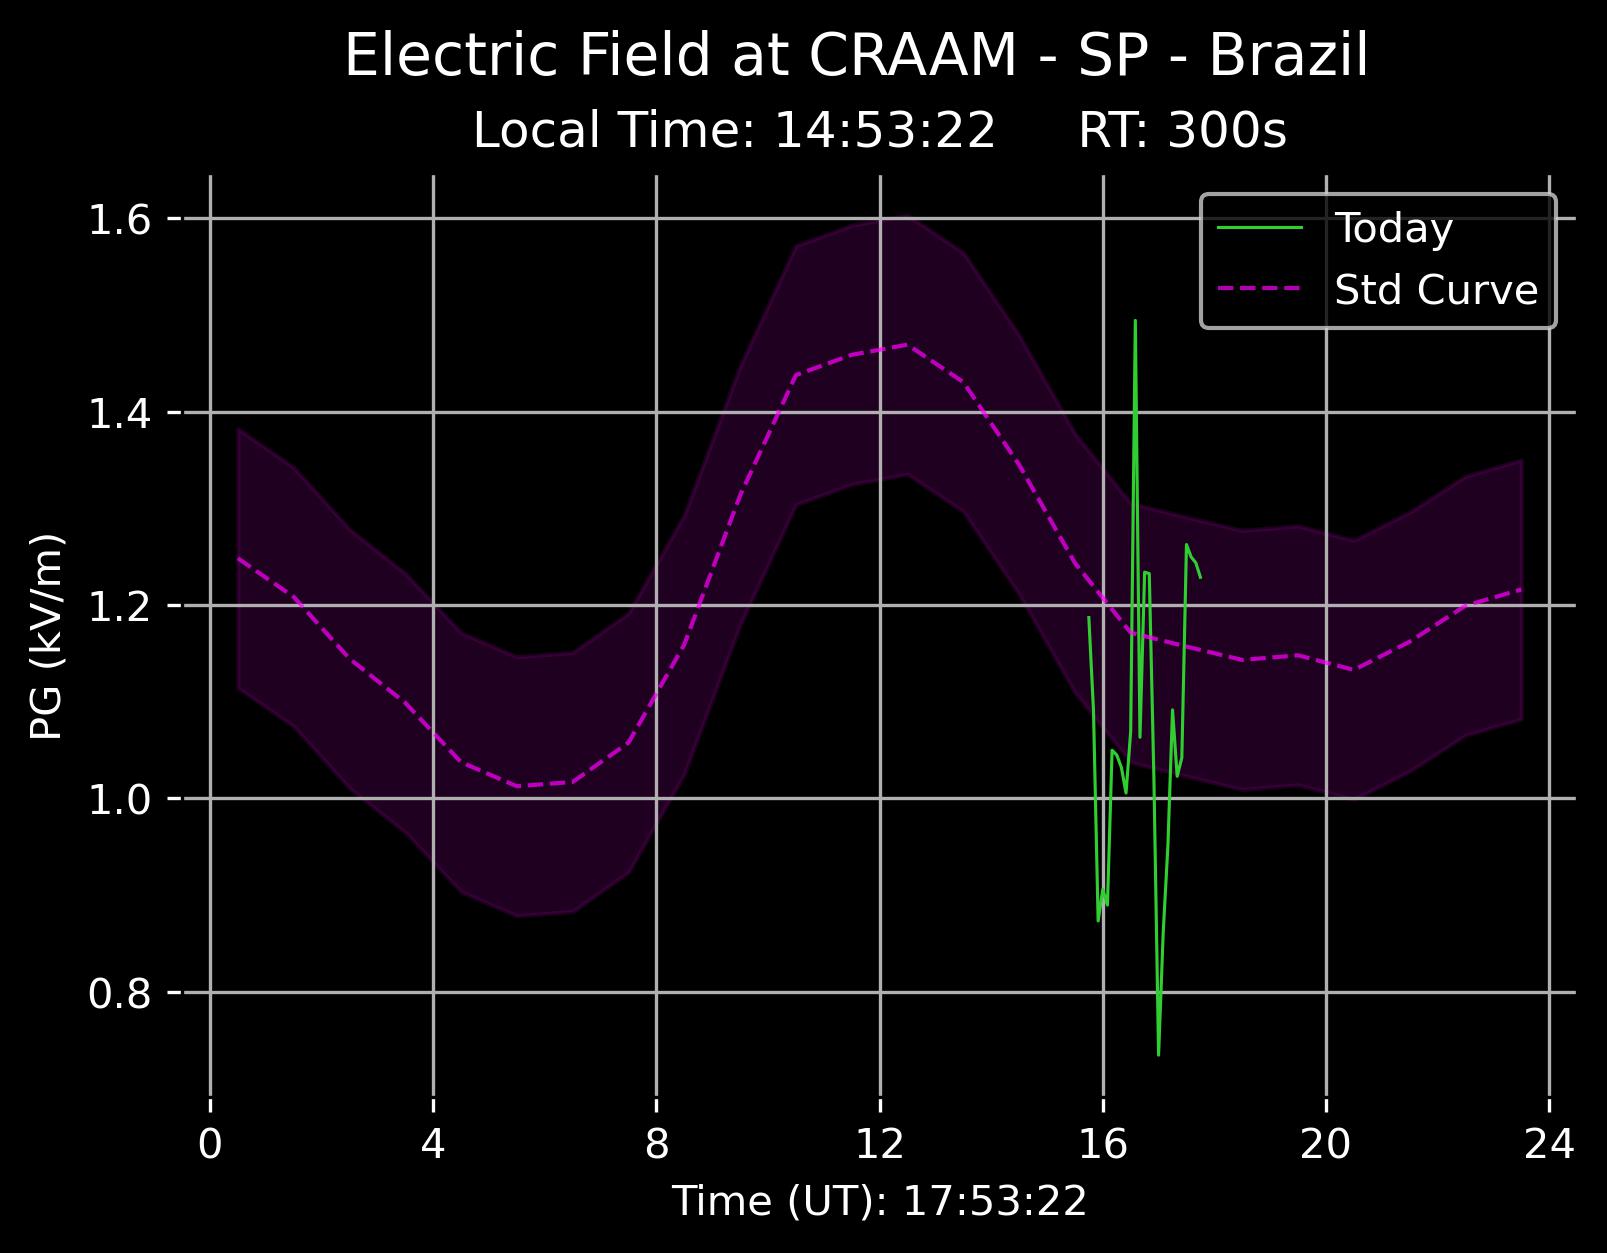 Electric Field at CRAAM - SP - Brazil
Local Time: 14:53:22 RT: 300s
Today
Std Curve
PG (kV/m)
1.6
1.4
1.2
1.0
0.8
0 4 8 12 16 20 24
Time (UT): 17:53:22